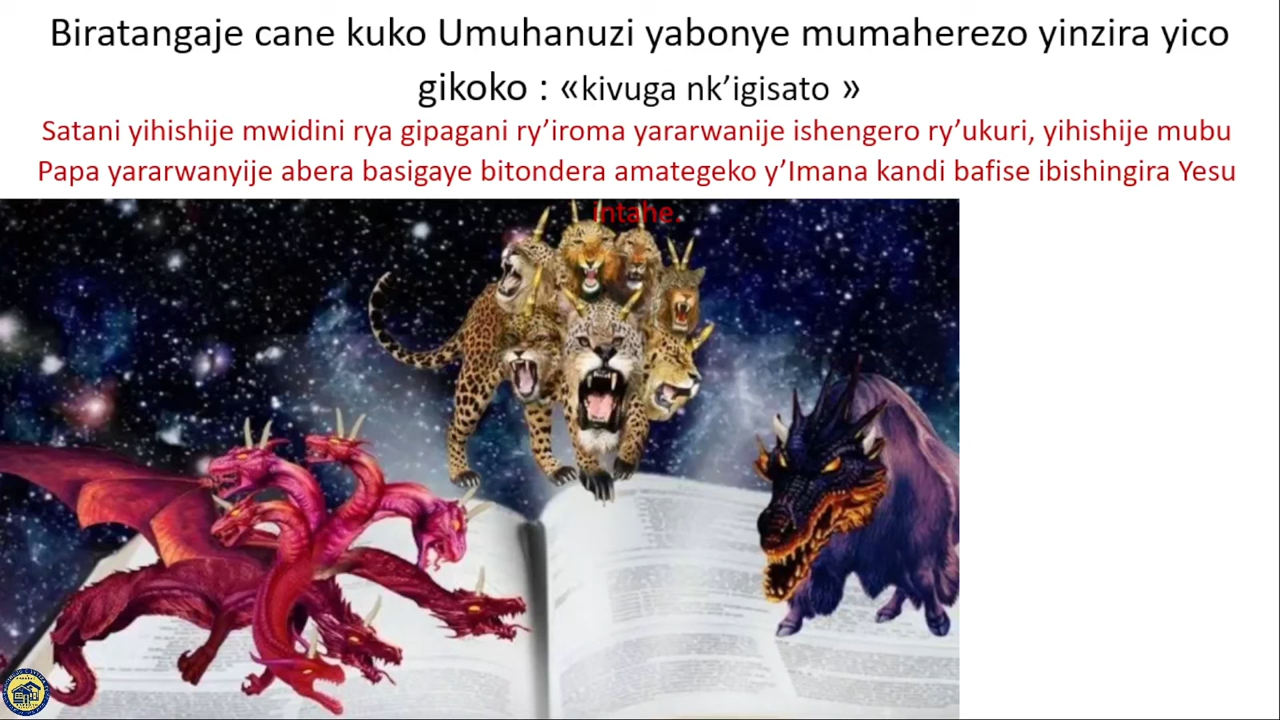 Biratangaje cane kuko Umuhanuzi yabonye mumaherezo yinzira yico
gikoko : «kivuga nk’igisato »
Satani yihishije mwidini rya gipagani ry’iroma yararwanije ishengero ry’ukuri, yihishije mubu
Papa yararwanyije abera basigaye bitondera amategeko y’Imana kandi bafise ibishingira Yesu
intahe.